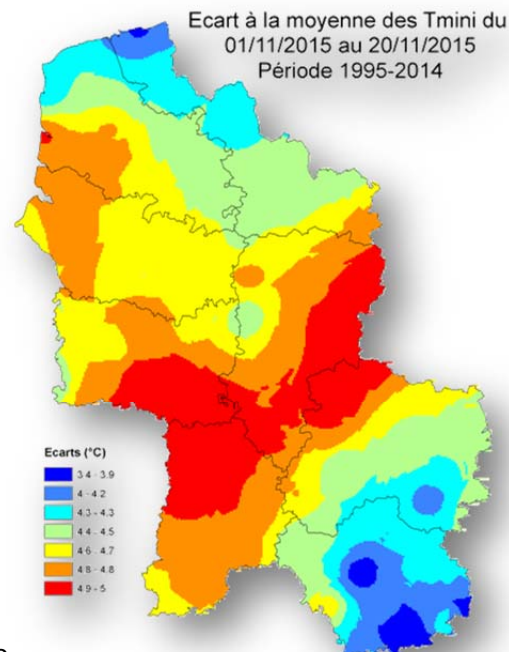 Ecart à la moyenne des Tmini du
01/11/2015 au 20/11/2015
Période 1995-2014
Ecarts (°C)
3.4 - 3.9
4 - 4.2
4.3 - 4.3
4.4 - 4.5
4.6 - 4.7
4.8 - 4.8
4.9 - 5